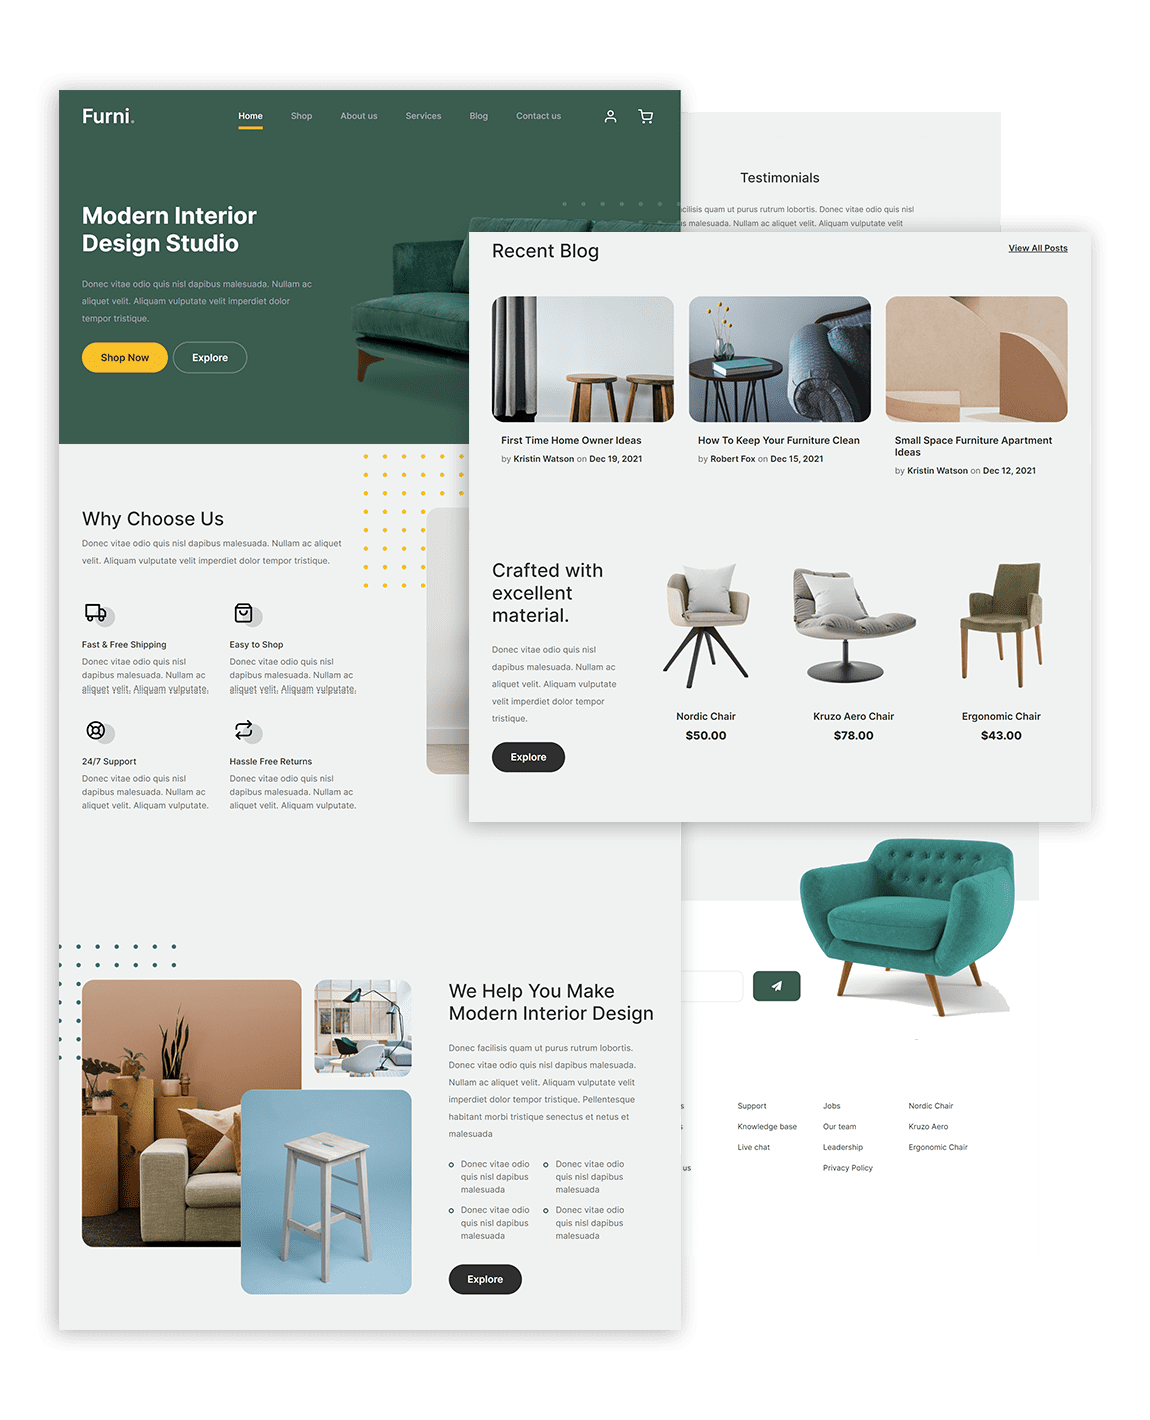 Furni.
Home
Shop
About us
Services
Blog
Contact us
Modern Interior
Design Studio
Donec vitae odio quis nisl dapibus malesuada. Nullam ac
aliquet velit. Aliquam vulputate velit imperdiet dolor
tempor tristique.
Shop Now
Explore
Why Choose Us
Donec vitae odio quis nisl dapibus malesuada. Nullam ac aliquet
velit. Aliquam vulputate velit imperdiet dolor tempor tristique.
Fast & Free Shipping
Donec vitae odio quis nisl
dapibus malesuada. Nullam ac
aliquet velit. Aliquam vulputate.
Easy to Shop
Donec vitae odio quis nisl
dapibus malesuada. Nullam ac
aliquet velit. Aliquam vulputate.
24/7 Support
Donec vitae odio quis nisl
dapibus malesuada. Nullam ac
aliquet velit. Aliquam vulputate.
Hassle Free Returns
Donec vitae odio quis nisl
dapibus malesuada. Nullam ac
aliquet velit. Aliquam vulputate.
We Help You Make
Modern Interior Design
Donec facilisis quam ut purus rutrum lobortis.
Donec vitae odio quis nisl dapibus malesuada.
Nullam ac aliquet velit. Aliquam vulputate velit
imperdiet dolor tempor tristique. Pellentesque
habitant morbi tristique senectus et netus et
malesuada
Donec vitae odio
quis nisl dapibus
malesuada
Donec vitae odio
quis nisl dapibus
malesuada
Donec vitae odio
quis nisl dapibus
malesuada
Donec vitae odio
quis nisl dapibus
malesuada
Explore
Testimonials
quam ut purus rutrum lobortis. Donec vitae odio quis nisl
malesuada. Nullam ac aliquet velit. Aliquam vulputate velit
Recent Blog
View All Posts
First Time Home Owner Ideas
by Kristin Watson on Dec 19, 2021
How To Keep Your Furniture Clean
by Robert Fox on Dec 15, 2021
Small Space Furniture Apartment
Ideas
by Kristin Watson on Dec 12, 2021
Crafted with
excellent
material.
Donec vitae odio quis nisl
dapibus malesuada. Nullam ac
aliquet velit. Aliquam vulputate
velit imperdiet dolor tempor
tristique.
Explore
Nordic Chair
$50.00
Kruzo Aero Chair
$78.00
Ergonomic Chair
$43.00
us
Support
Knowledge base
Live chat
Jobs
Our team
Leadership
Privacy Policy
Nordic Chair
Kruzo Aero
Ergonomic Chair